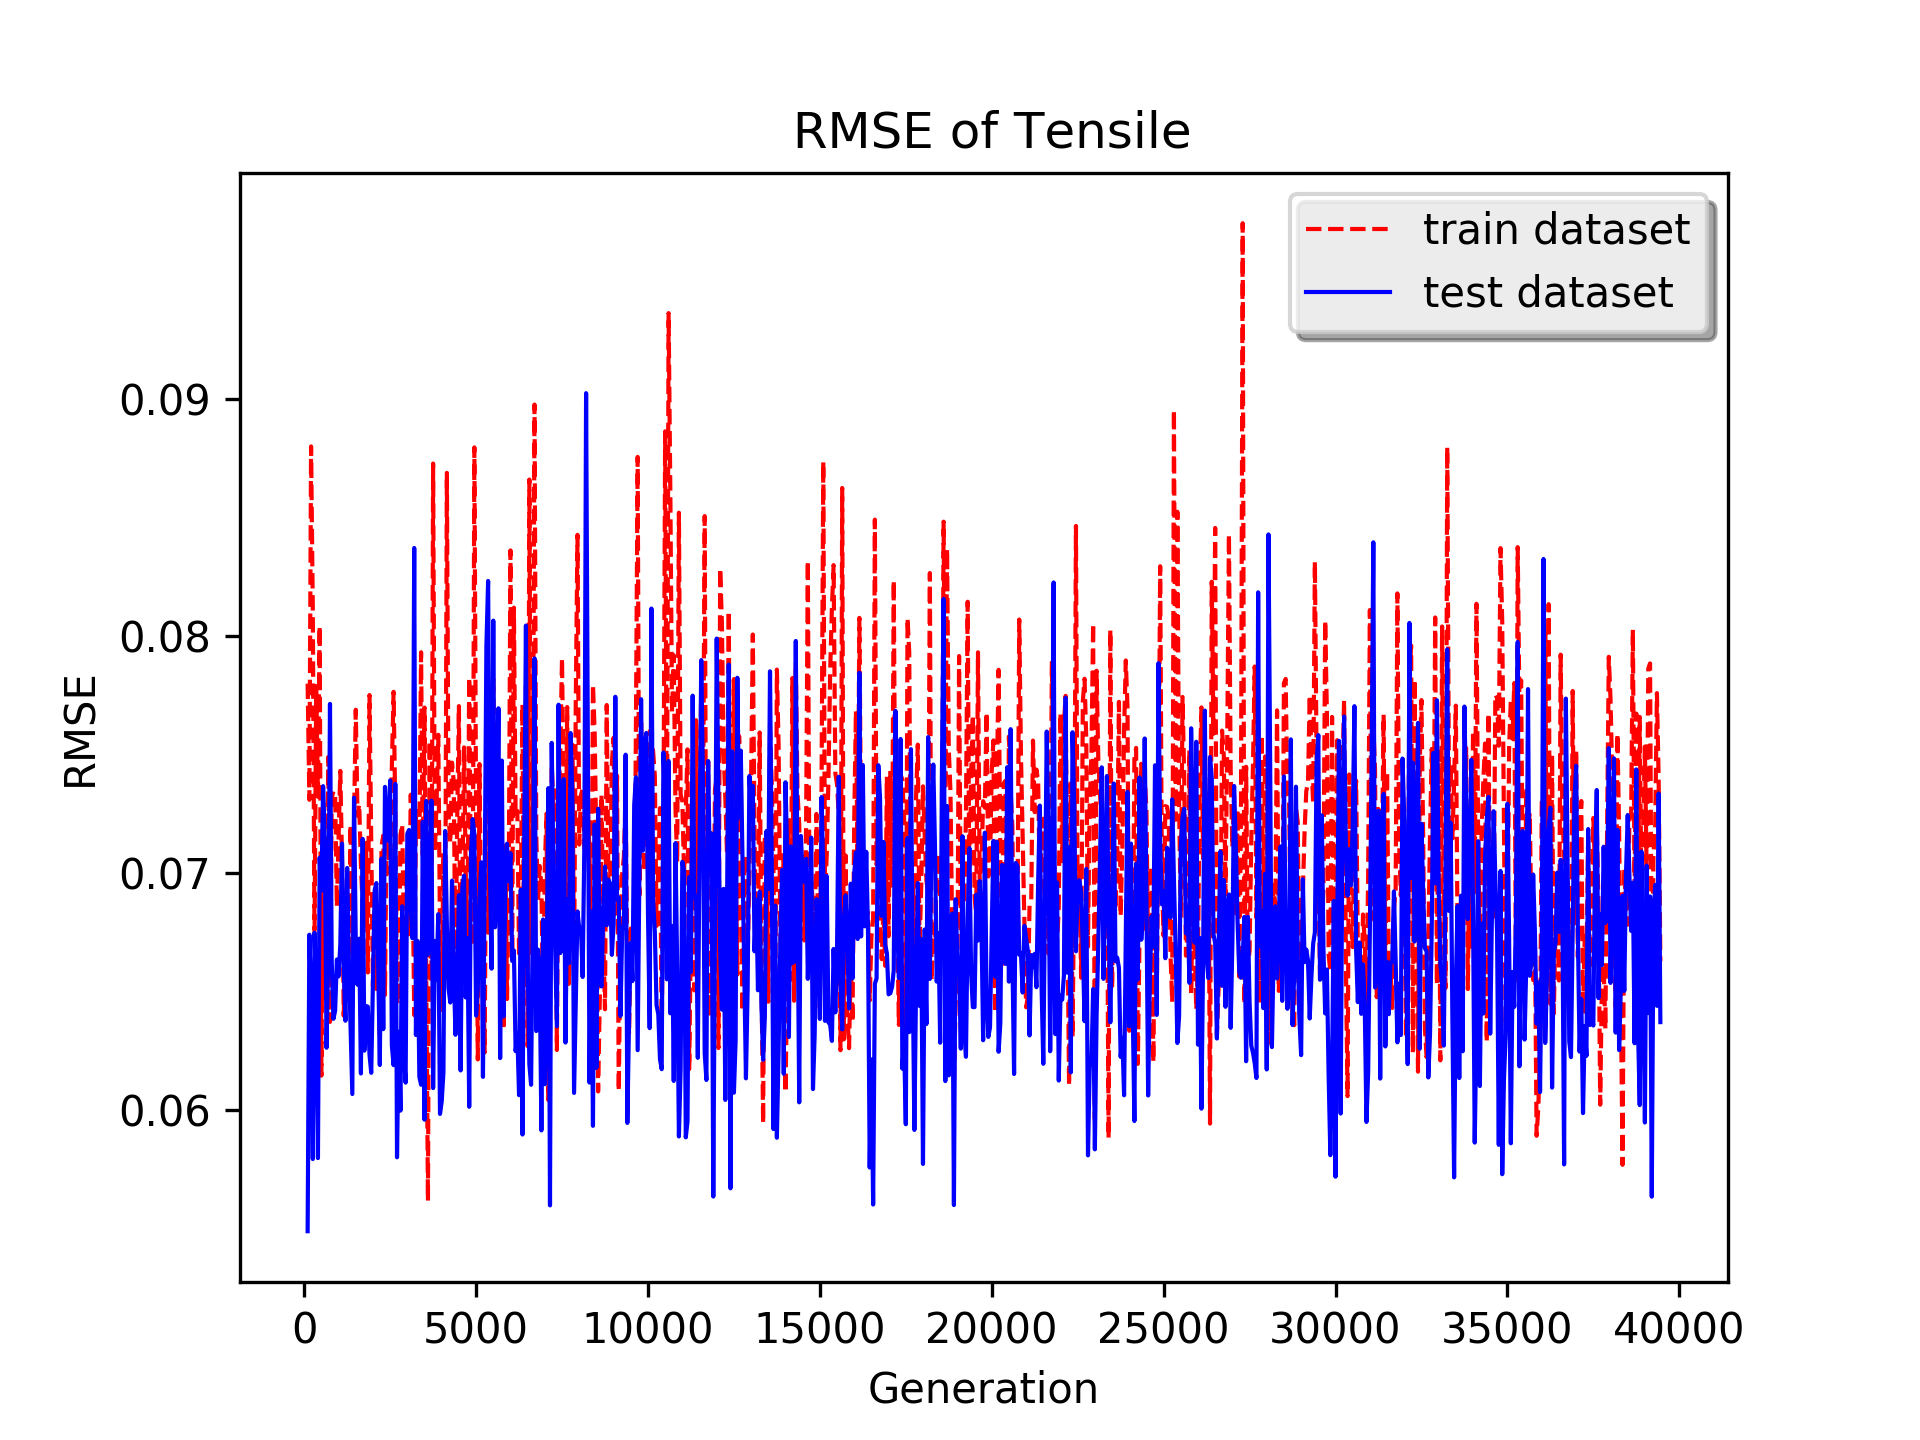 RMSE of Tensile
train dataset
test dataset
RMSE
0.09
0.08
0.07
0.06
0 5000 10000 15000 20000 25000 30000 35000 40000
Generation